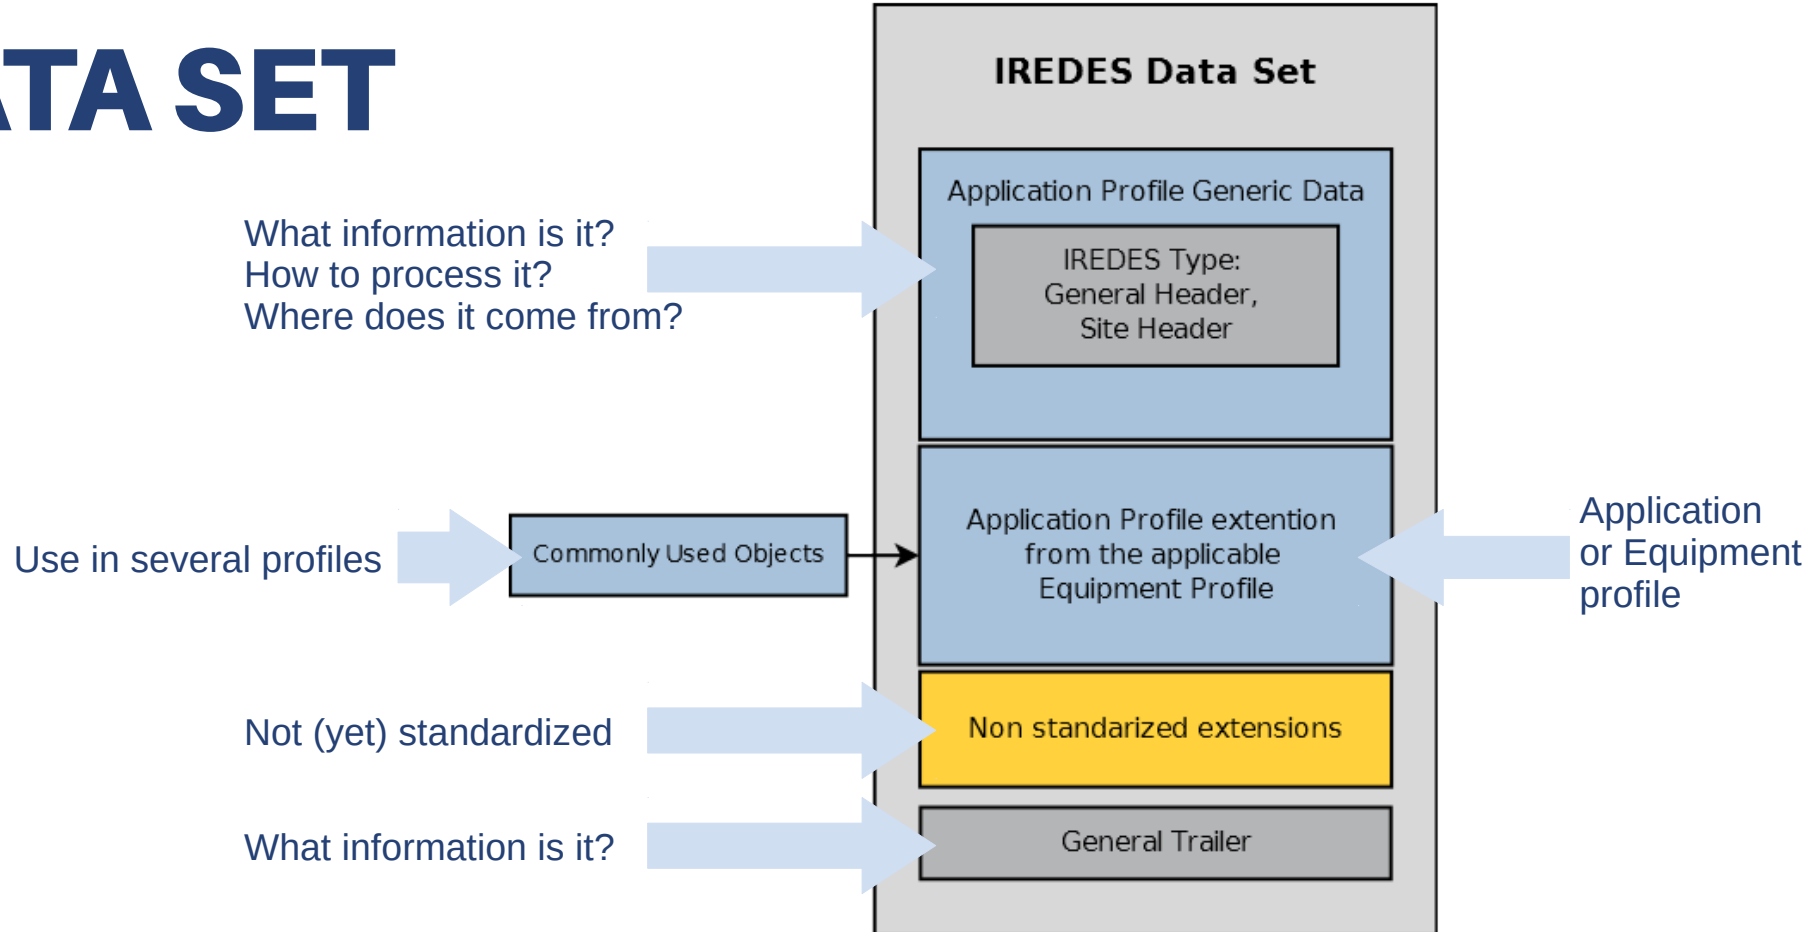 TA SET
IREDES Data Set
Application Profile Generic Data
What information is it?
How to process it?
Where does it come from?
IREDES Type:
General Header,
Site Header
Use in several profiles
Commonly Used Objects
Application Profile extention
from the applicable
Equipment Profile
Application
or Equipment
profile
Not (yet) standardized
Non standarized extensions
What information is it?
General Trailer